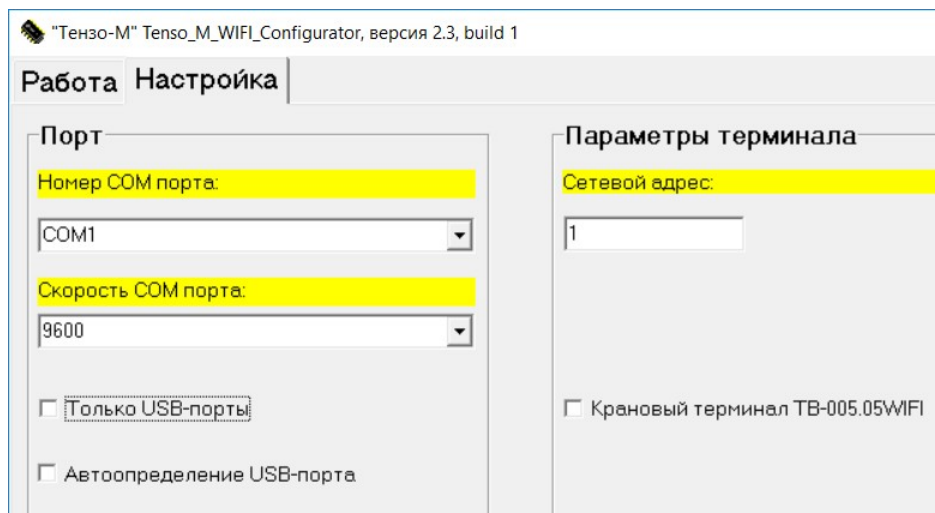 "Тензо-М" Tenso_M_WIFI_Configurator, версия 2.3, build 1
Работа Настройка
Порт
Номер COM порта:
COM1
Скорость COM порта:
9600
Только USB-порты
Автоопределение USB-порта
Параметры терминала
Сетевой адрес:
1
Крановый терминал ТВ-005.05WIFI